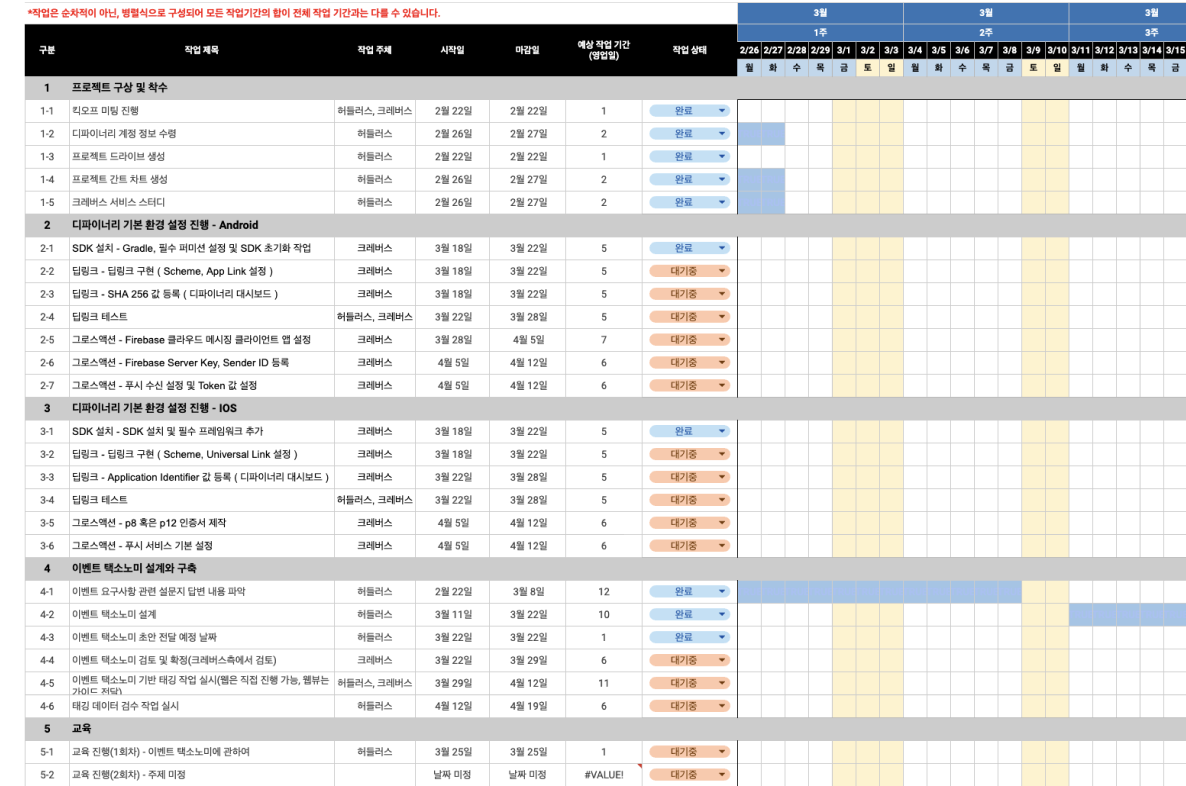 *작업은 순차적이 아닌, 병렬식으로 구성되어 모든 작업기간의 합이 전체 작업 기간과는 다를 수 있습니다.
3월 3월 3월
1주 2주 3주
구분 작업 제목 작업 주체 시작일 마감일 예상 작업 기간 (영업일) 작업 상태
2/26 2/27 2/28 2/29 3/1 3/2 3/3 3/4 3/5 3/6 3/7 3/8 3/9 3/10 3/11 3/12 3/13 3/14 3/15
월 화 수 목 금 토 일 월 화 수 목 금 토 일 월 화 수 목 금
1 프로젝트 구상 및 착수
1-1 킥오프 미팅 진행 허들러스, 크레버스 2월 22일 2월 22일 1 완료
1-2 디파이너리 계정 정보 수령 허들러스 2월 26일 2월 27일 2 완료
1-3 프로젝트 드라이브 생성 허들러스 2월 22일 2월 22일 1 완료
1-4 프로젝트 간트 차트 생성 허들러스 2월 26일 2월 27일 2 완료
1-5 크레버스 서비스 스터디 허들러스 2월 26일 2월 27일 2 완료
2 디파이너리 기본 환경 설정 진행 - Android
2-1 SDK 설치 - Gradle, 필수 퍼미션 설정 및 SDK 초기화 작업 크레버스 3월 18일 3월 22일 5 완료
2-2 딥링크 - 딥링크 구현 ( Scheme, App Link 설정 ) 크레버스 3월 18일 3월 22일 5 대기중
2-3 딥링크 - SHA 256 값 등록 ( 디파이너리 대시보드 ) 크레버스 3월 18일 3월 22일 5 대기중
2-4 딥링크 테스트 허들러스, 크레버스 3월 22일 3월 28일 5 대기중
2-5 그로스액션 - Firebase 클라우드 메시징 클라이언트 앱 설정 크레버스 3월 28일 4월 5일 7 대기중
2-6 그로스액션 - Firebase Server Key, Sender ID 등록 크레버스 4월 5일 4월 12일 6 대기중
2-7 그로스액션 - 푸시 수신 설정 및 Token 값 설정 크레버스 4월 5일 4월 12일 6 대기중
3 디파이너리 기본 환경 설정 진행 - IOS
3-1 SDK 설치 - SDK 설치 및 필수 프레임워크 추가 크레버스 3월 18일 3월 22일 5 완료
3-2 딥링크 - 딥링크 구현 ( Scheme, Universal Link 설정 ) 크레버스 3월 18일 3월 22일 5 대기중
3-3 딥링크 - Application Identifier 값 등록 ( 디파이너리 대시보드 ) 크레버스 3월 22일 3월 28일 5 대기중
3-4 딥링크 테스트 허들러스, 크레버스 3월 22일 3월 28일 5 대기중
3-5 그로스액션 - p8 혹은 p12 인증서 제작 크레버스 4월 5일 4월 12일 6 대기중
3-6 그로스액션 - 푸시 서비스 기본 설정 크레버스 4월 5일 4월 12일 6 대기중
4 이벤트 택소노미 설계와 구축
4-1 이벤트 요구사항 관련 설문지 답변 내용 파악 허들러스 2월 22일 3월 8일 12 완료
4-2 이벤트 택소노미 설계 허들러스 3월 11일 3월 22일 10 완료
4-3 이벤트 택소노미 초안 전달 예정 날짜 허들러스 3월 22일 3월 22일 1 완료
4-4 이벤트 택소노미 검토 및 확정(크레버스측에서 검토) 크레버스 3월 22일 3월 29일 6 대기중
4-5 이벤트 택소노미 기반 태깅 작업 실시(웹은 직접 진행 가능, 웹뷰는 가이드 전달) 허들러스, 크레버스 3월 29일 4월 12일 11 대기중
4-6 태깅 데이터 검수 작업 실시 허들러스 4월 12일 4월 19일 6 대기중
5 교육
5-1 교육 진행(1회차) - 이벤트 택소노미에 관하여 허들러스 3월 25일 3월 25일 1 대기중
5-2 교육 진행(2회차) - 주제 미정 날짜 미정 날짜 미정 #VALUE! 대기중